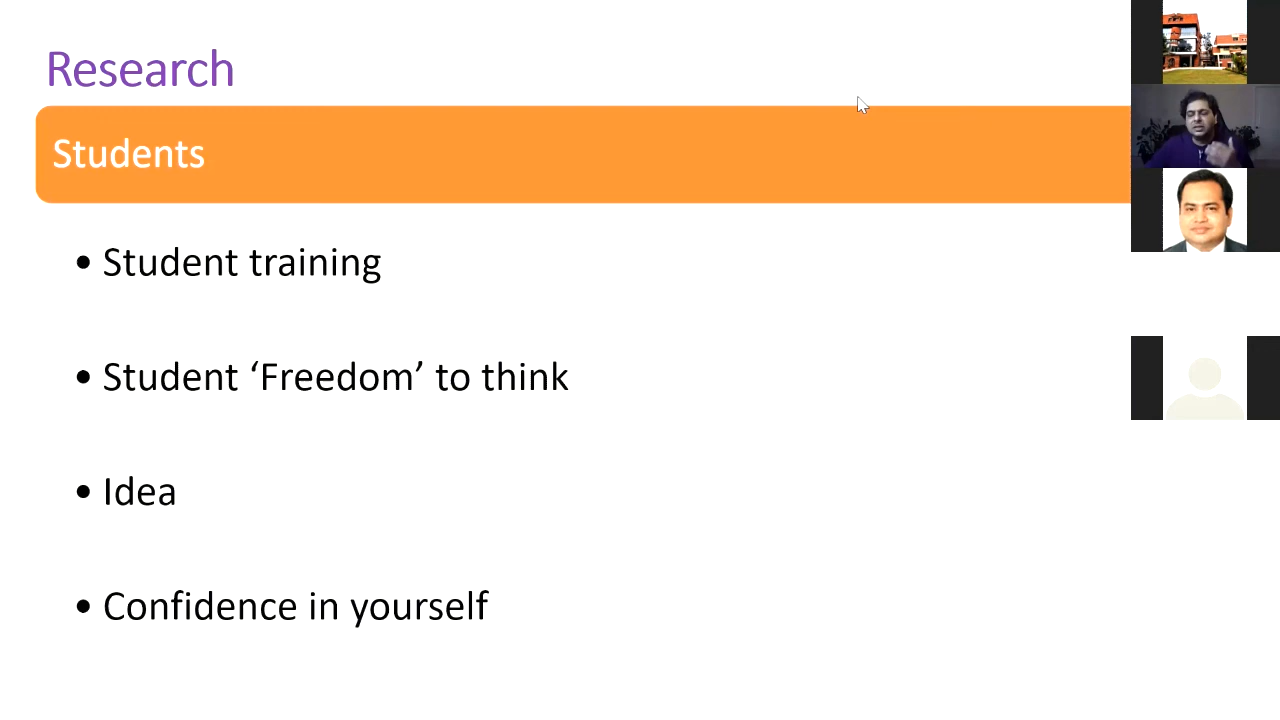 Research
Students
• Student training
• Student ‘Freedom’ to think
• Idea
• Confidence in yourself